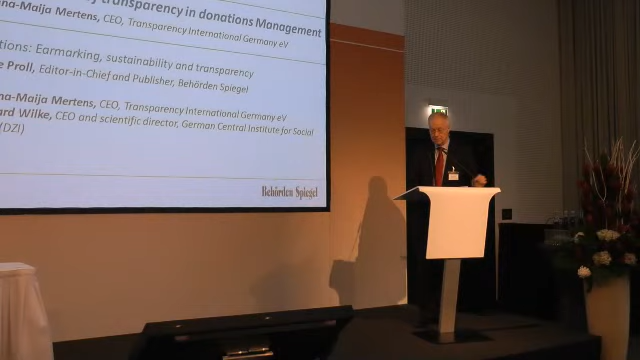 transparency in donations Management
na-Maija Mertens, CEO, Transparency International Germany eV
tions: Earmarking, sustainability and transparency
e Proll, Editor-in-Chief and Publisher, Behörden Spiegel
na-Maija Mertens, CEO, Transparency International Germany eV
ard Wilke, CEO and scientific director, German Central Institute for Social
(DZI)
Behörden Spiegel